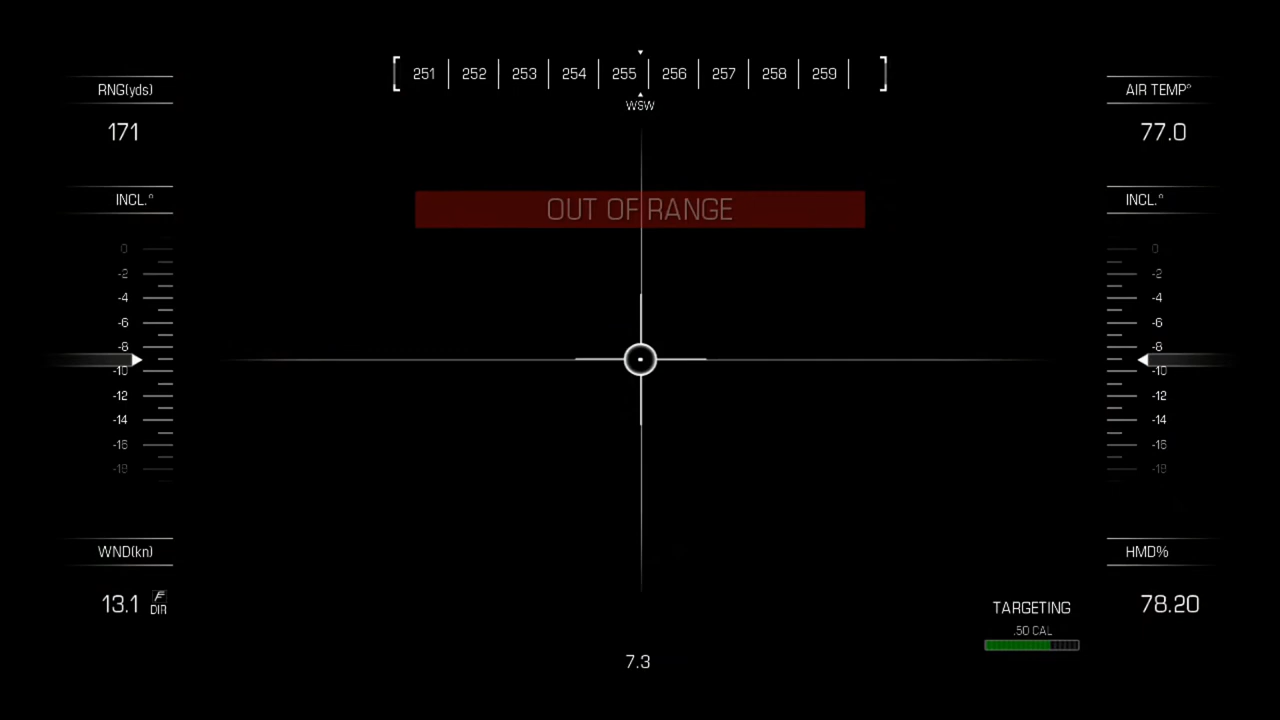 251 252 253 254 255 256 257 258 259
WSW
RNG(yds)
171
AIR TEMP°
77.0
OUT OF RANGE
INCL.°
0
-2
-4
-6
-8
-10
-12
-14
-16
-18
INCL.°
0
-2
-4
-6
-8
-10
-12
-14
-16
-18
WND(kn)
13.1
F
DIR
HMD%
78.20
TARGETING
.50 CAL
7.3